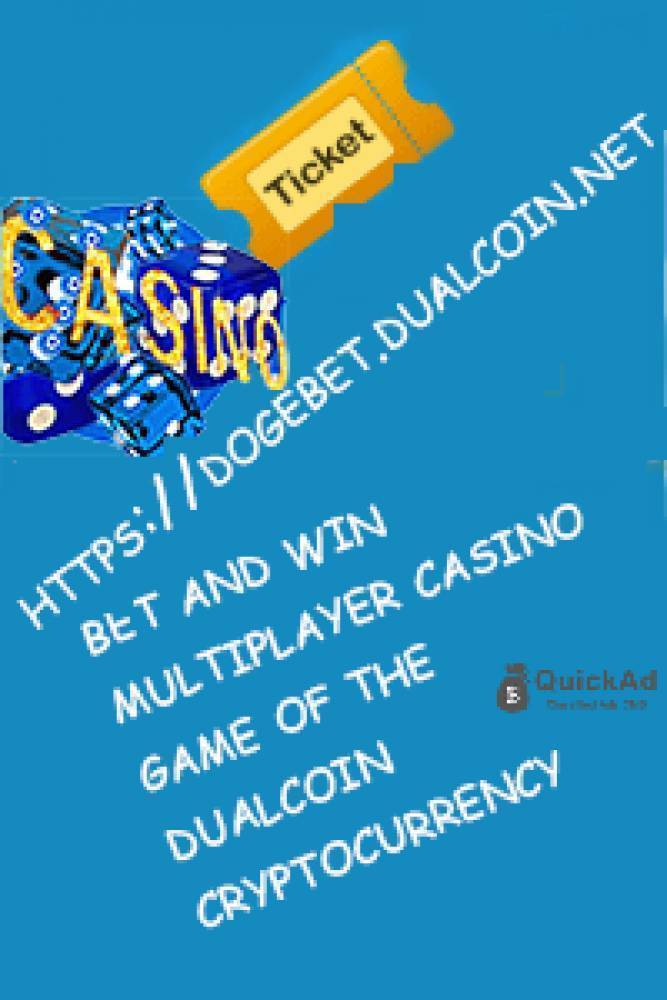 Ticket
CASINO
HTTPS://DOGEBET.DUALCOIN.NET
BET AND WIN
MULTIPLAYER CASINO
GAME OF THE
DUALCOIN
CRYPTOCURRENCY
QuickAd